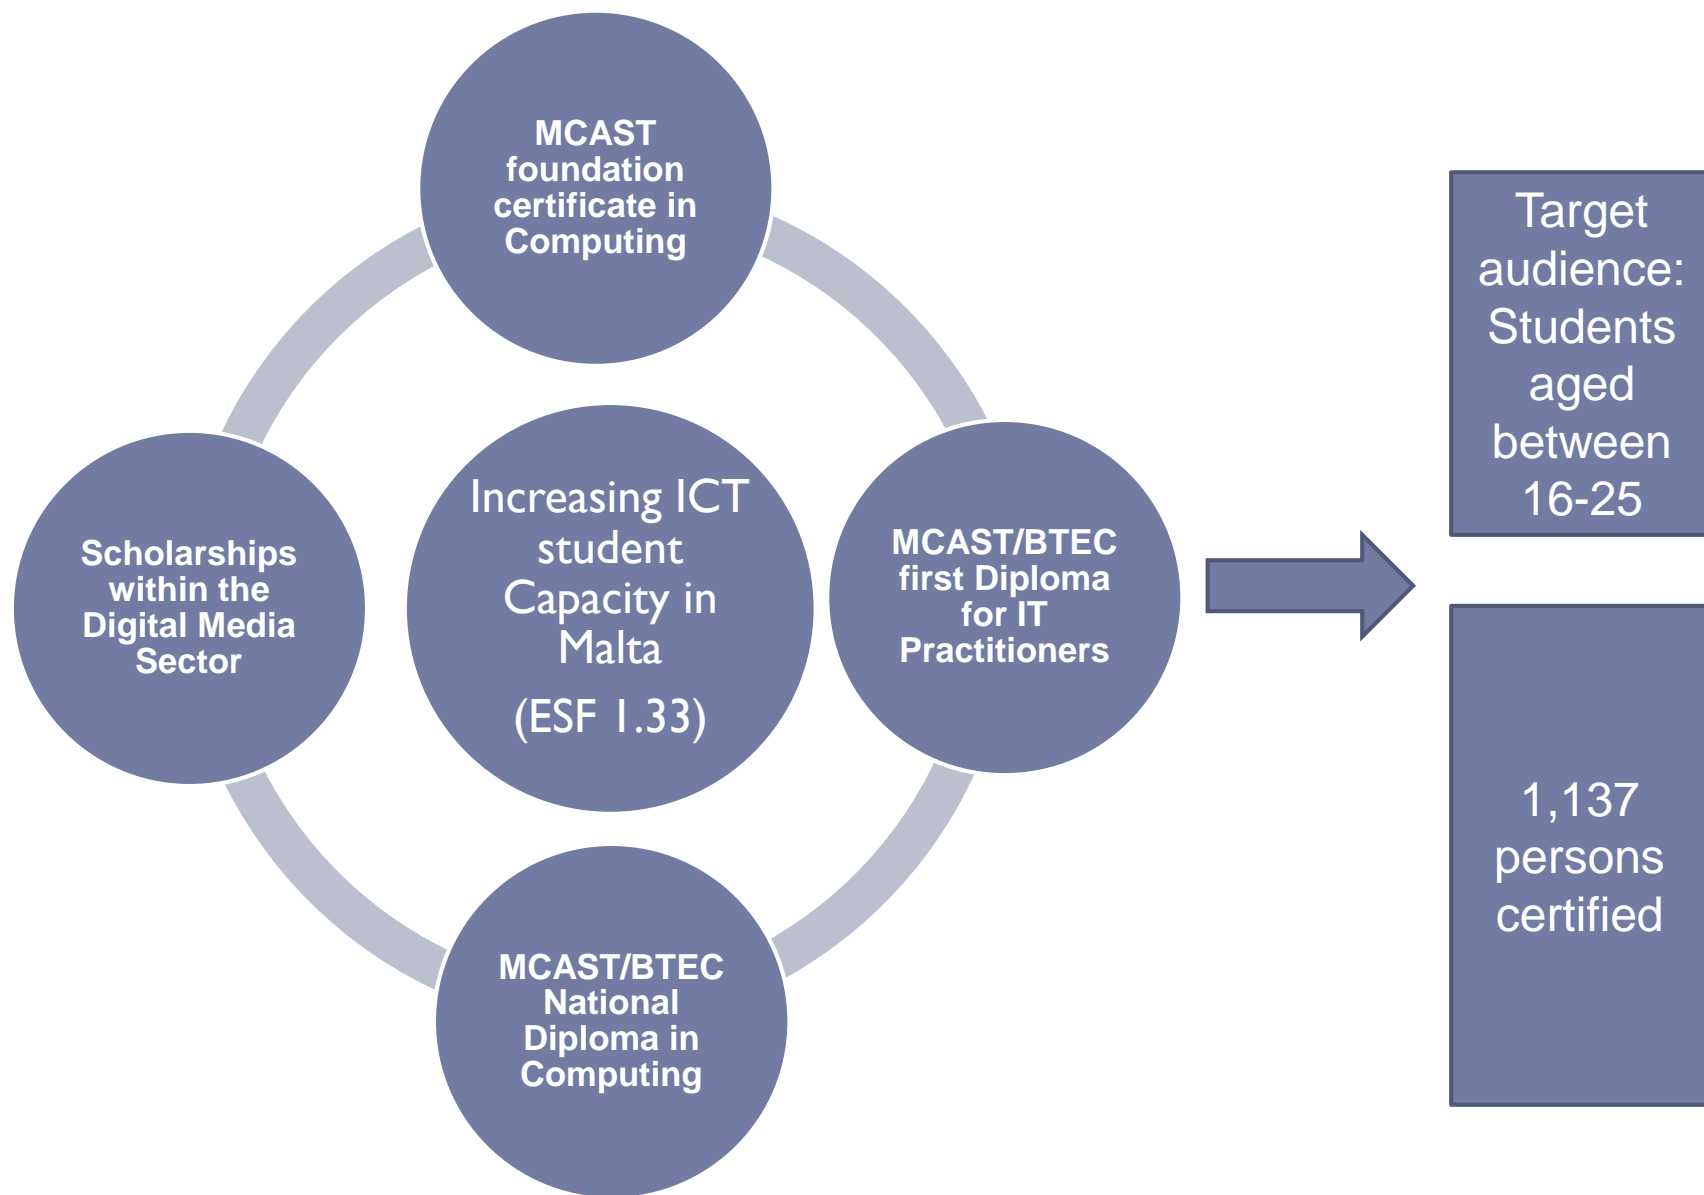 MCAST
foundation
certificate in
Computing
Increasing ICT
student
Capacity in
Malta
(ESF 1.33)
MCAST/BTEC
first Diploma
for IT
Practitioners
MCAST/BTEC
National
Diploma in
Computing
Scholarships
within the
Digital Media
Sector
Target
audience:
Students
aged
between
16-25
1,137
persons
certified